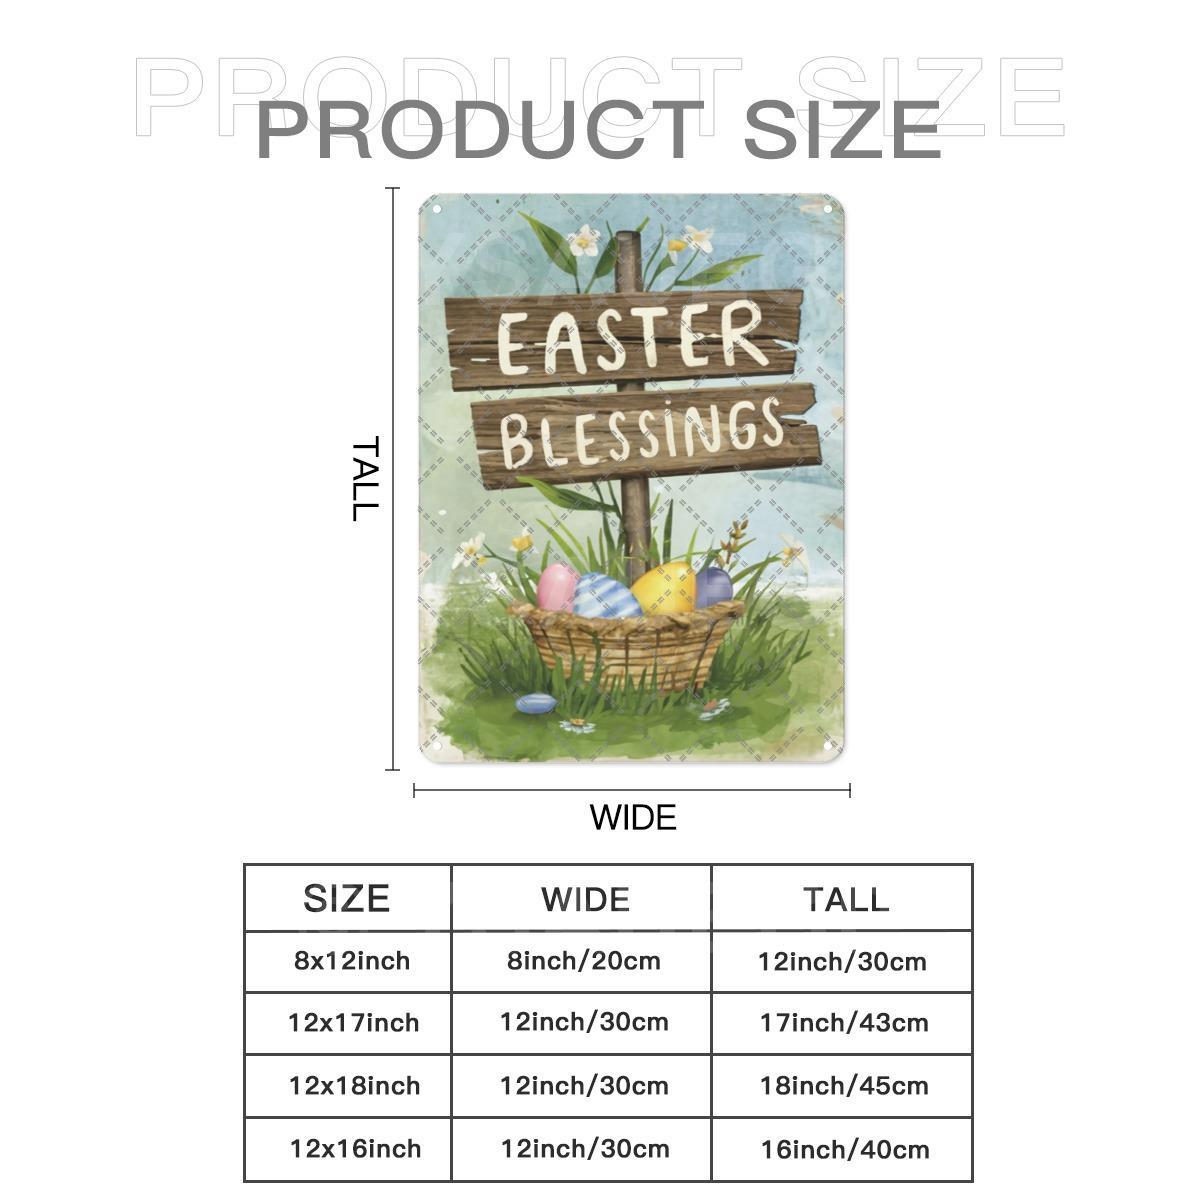 PRODUCT SIZE
PRODUCT SIZE
EASTER
BLESSINGS
TALL
WIDE
SIZE WIDE TALL
8x12inch 8inch/20cm 12inch/30cm
12x17inch 12inch/30cm 17inch/43cm
12x18inch 12inch/30cm 18inch/45cm
12x16inch 12inch/30cm 16inch/40cm